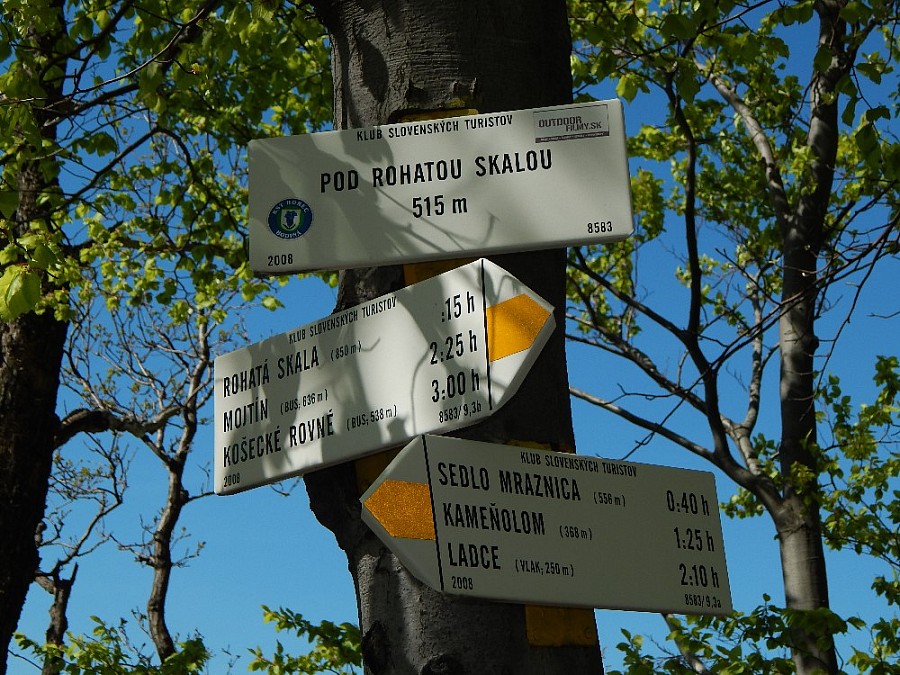 KLUB SLOVENSKÝCH TURISTOV
OUTDOOR
FILMY.SK
POD ROHATOU SKALOU
515 m
2008
8583
KLUB SLOVENSKÝCH TURISTOV
ROHATÁ SKALA (850 m) :15 h
MOJTÍN (BUS; 636 m) 2:25 h
KOŠECKÉ ROVNÉ (BUS; 538 m) 3:00 h
2008
8583/9,3b
KLUB SLOVENSKÝCH TURISTOV
SEDLO MRAZNICA (556 m) 0:40 h
KAMEŇOLOM (368 m) 1:25 h
LADCE (VLAK; 250 m) 2:10 h
2008
8583/9,3a